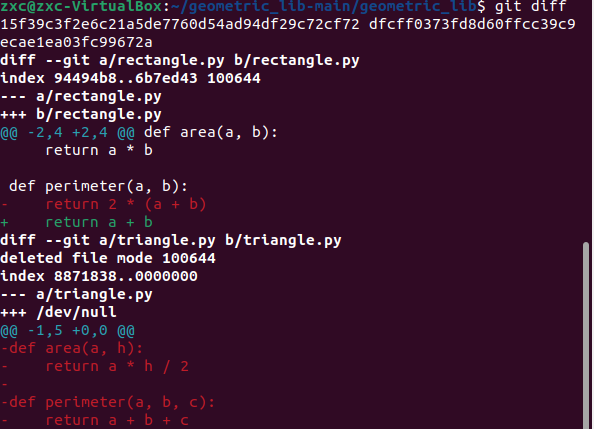 zxc@zxc-VirtualBox:~/geometric_lib-main/geometric_lib$ git diff
15f39c3f2e6c21a5de7760d54ad94df29c72cf72 dfcff0373fd8d60ffcc39c9
ecae1ea03fc99672a
diff --git a/rectangle.py b/rectangle.py
index 94494b8..6b7ed43 100644
--- a/rectangle.py
+++ b/rectangle.py
@@ -2,4 +2,4 @@ def area(a, b):
     return a * b

 def perimeter(a, b):
-    return 2 * (a + b)
+    return a + b
diff --git a/triangle.py b/triangle.py
deleted file mode 100644
index 8871838..0000000
--- a/triangle.py
+++ /dev/null
@@ -1,5 +0,0 @@
-def area(a, h):
-    return a * h / 2
-
-def perimeter(a, b, c):
-    return a + b + c